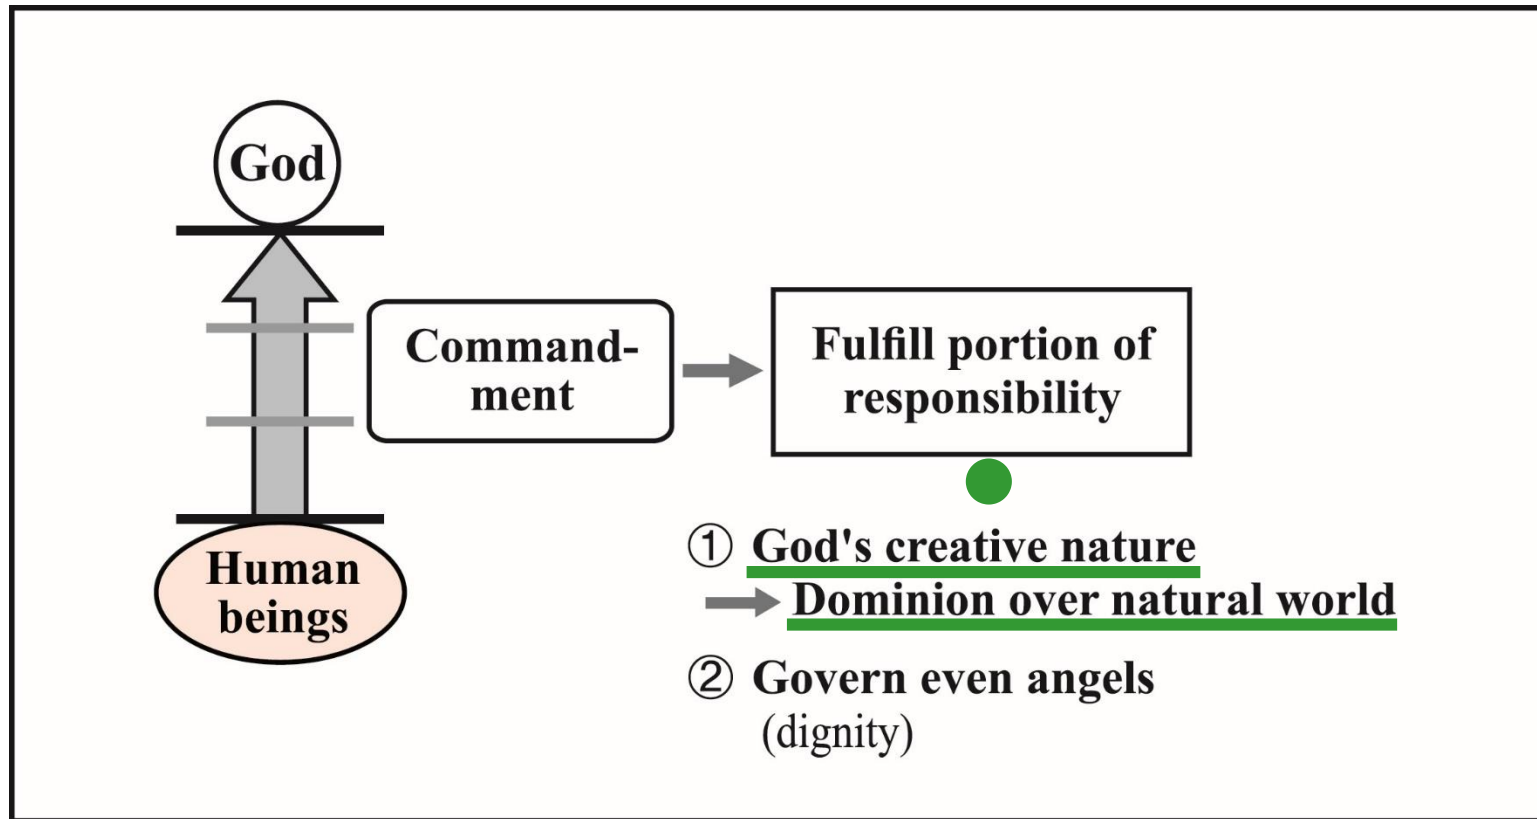 God
Command-
ment
Fulfill portion of
responsibility
Human
beings
① God's creative nature
Dominion over natural world
② Govern even angels
(dignity)